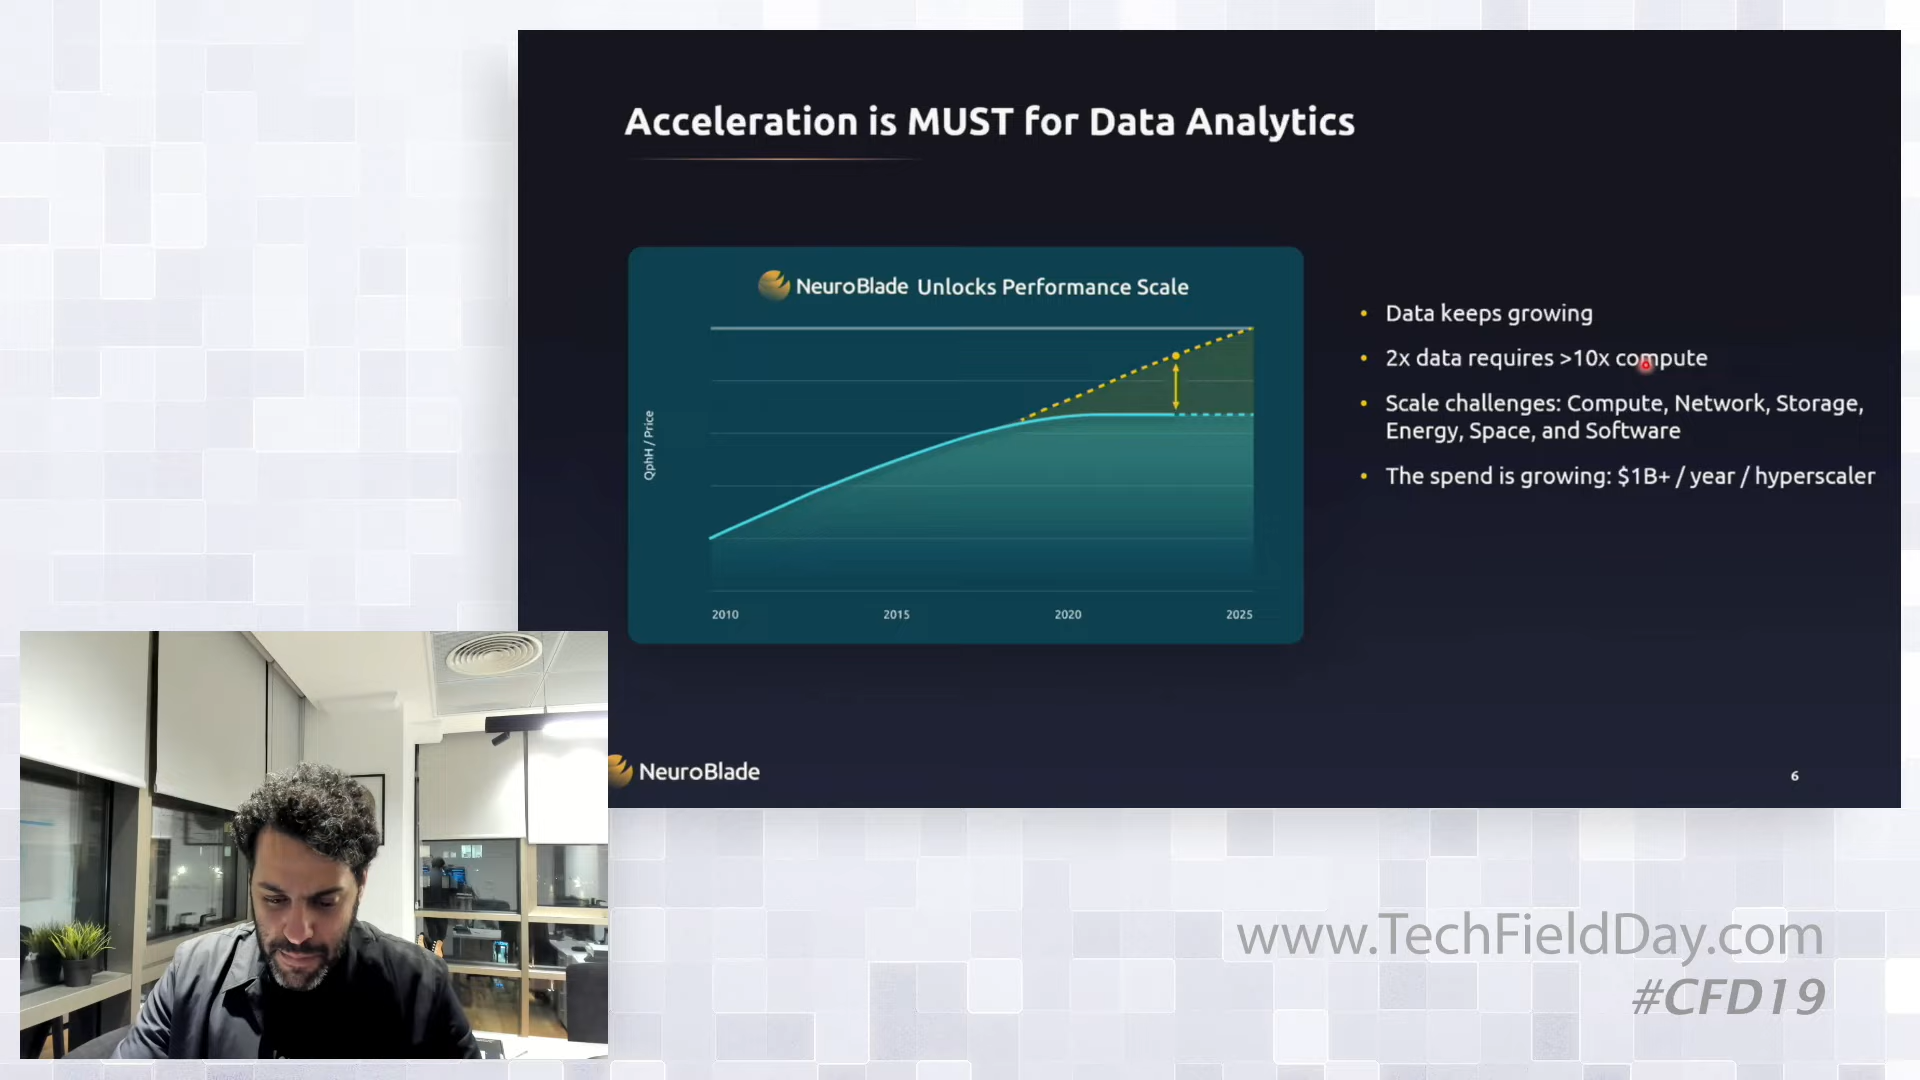 Acceleration is MUST for Data Analytics
NeuroBlade Unlocks Performance Scale
QphH / Price
2010 2015 2020 2025
• Data keeps growing
• 2x data requires >10x compute
• Scale challenges: Compute, Network, Storage,
Energy, Space, and Software
• The spend is growing: $1B+ / year / hyperscaler
NeuroBlade
6
www.TechFieldDay.com
#CFD19